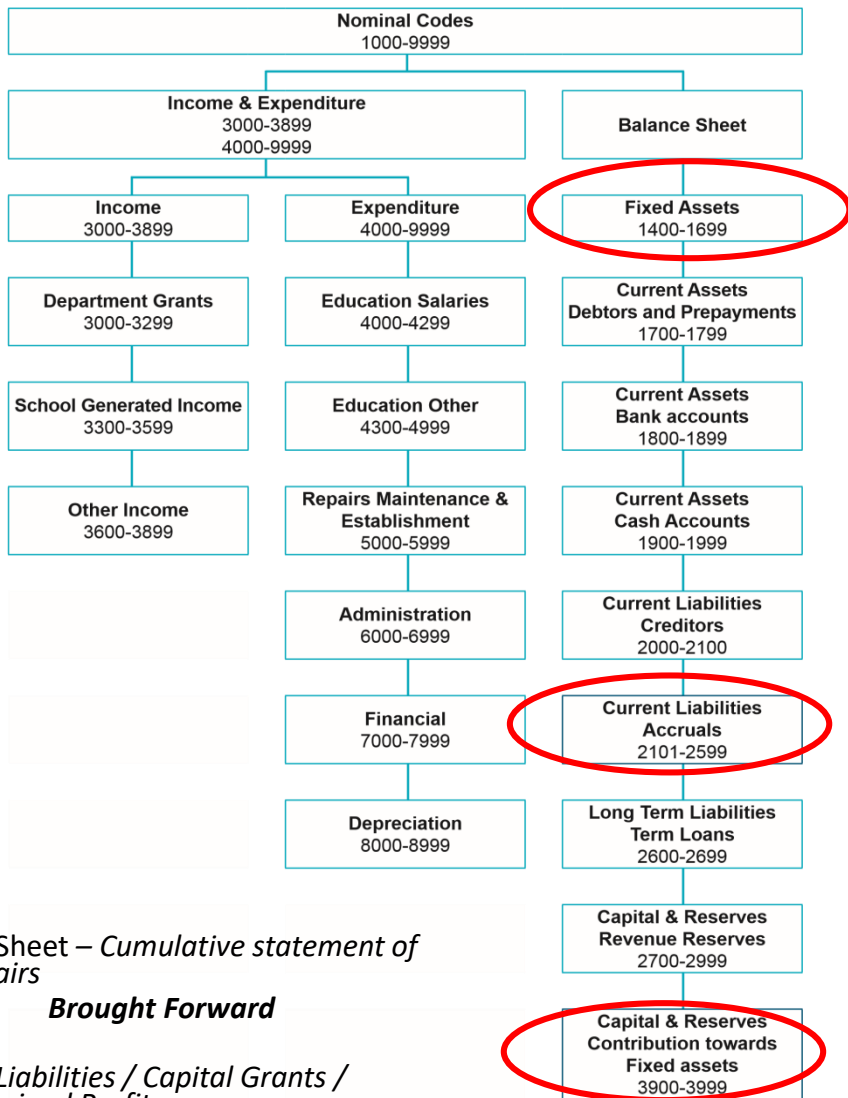 Nominal Codes
1000-9999
Income & Expenditure
3000-3899
4000-9999
Balance Sheet
Income
3000-3899
Expenditure
4000-9999
Fixed Assets
1400-1699
Department Grants
3000-3299
Education Salaries
4000-4299
Current Assets
Debtors and Prepayments
1700-1799
School Generated Income
3300-3599
Education Other
4300-4999
Current Assets
Bank accounts
1800-1899
Other Income
3600-3899
Repairs Maintenance &
Establishment
5000-5999
Current Assets
Cash Accounts
1900-1999
Administration
6000-6999
Current Liabilities
Creditors
2000-2100
Financial
7000-7999
Current Liabilities
Accruals
2101-2599
Depreciation
8000-8999
Long Term Liabilities
Term Loans
2600-2699
Capital & Reserves
Revenue Reserves
2700-2999
Capital & Reserves
Contribution towards
Fixed assets
3900-3999
Sheet – Cumulative statement of
airs
Brought Forward
Liabilities / Capital Grants /